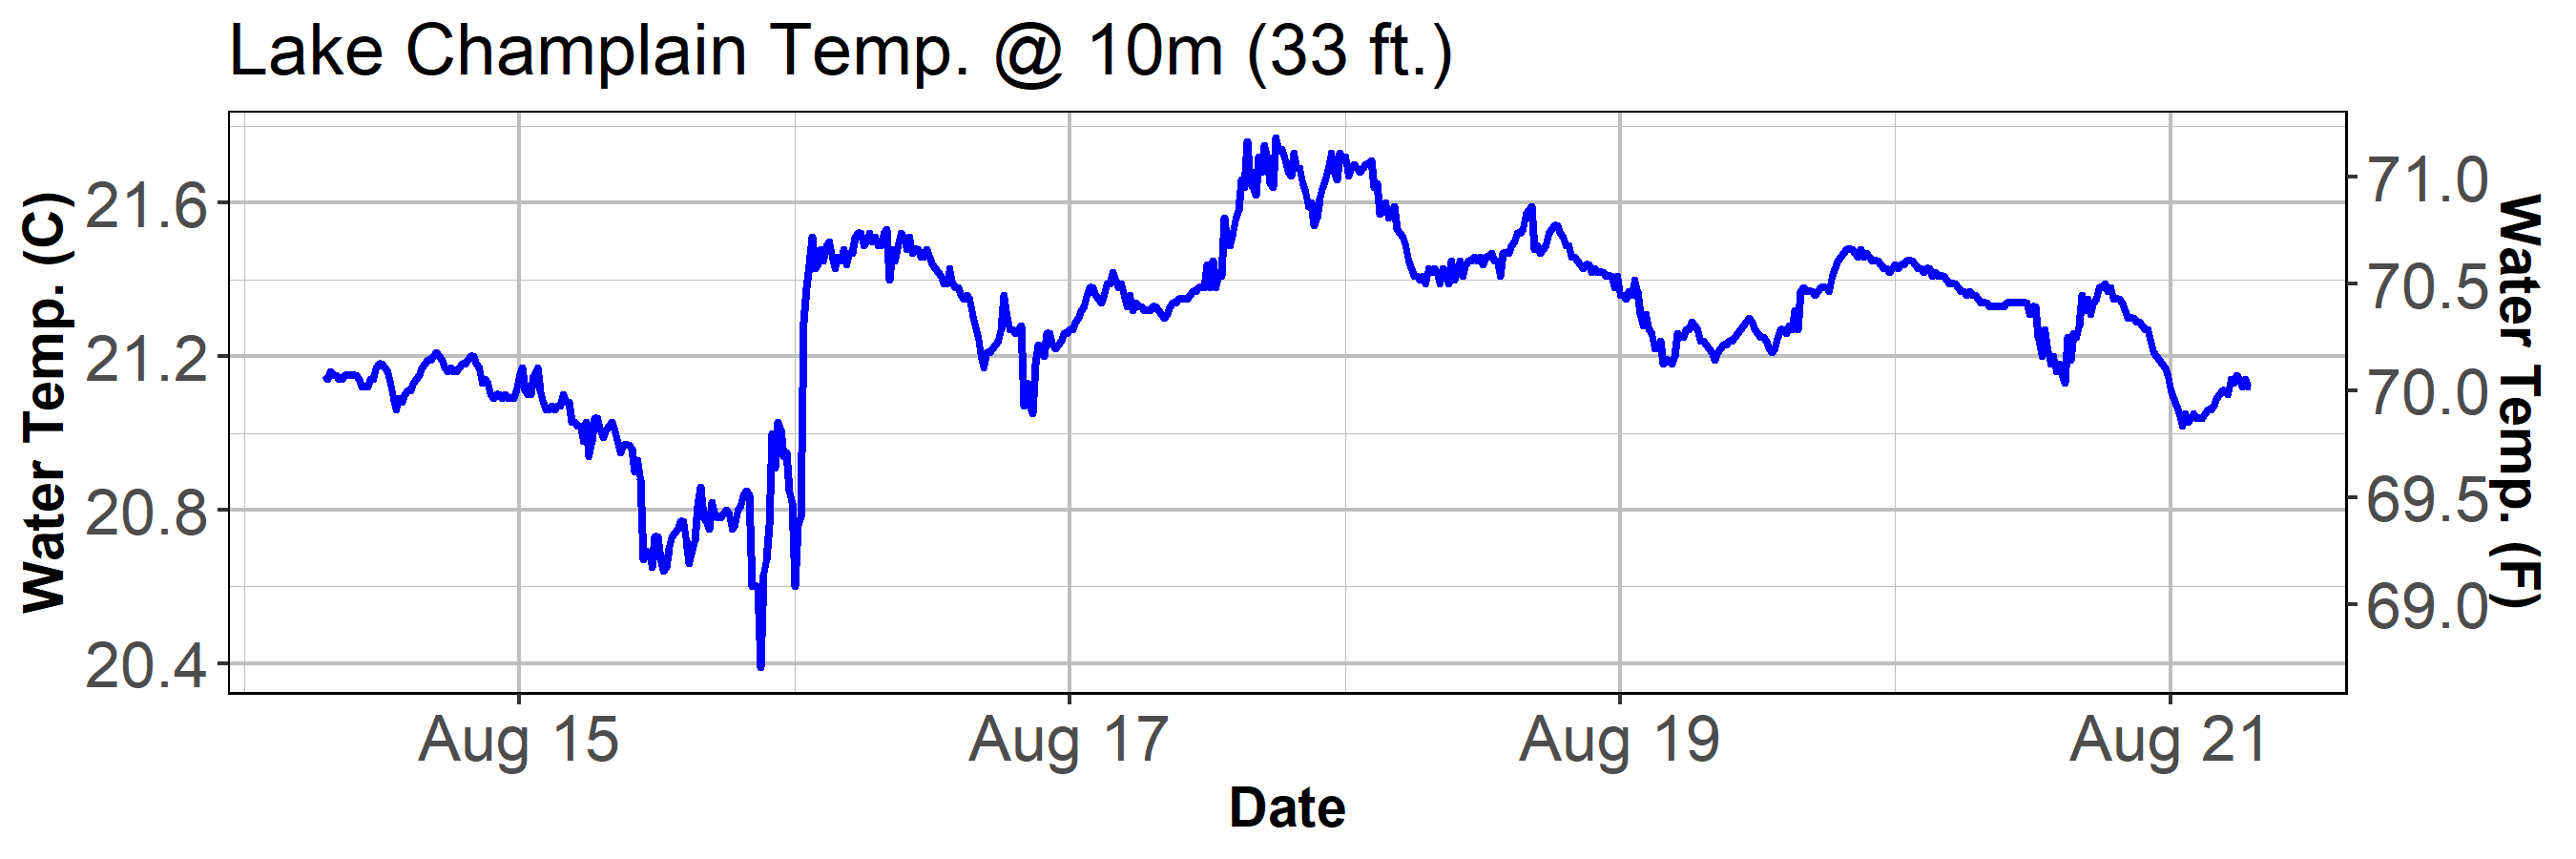 Lake Champlain Temp. @ 10m (33 ft.)
Water Temp. (C)
21.6
21.2
20.8
20.4
71.0
70.5
70.0
69.5
69.0
Water Temp. (F)
Aug 15 Aug 17 Aug 19 Aug 21
Date